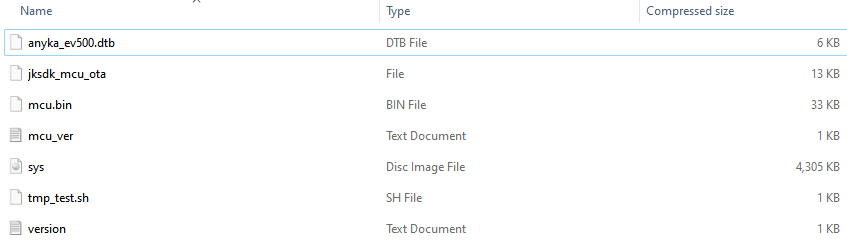 Name Type Compressed size
anyka_ev500.dtb DTB File 6 KB
jksdk_mcu_ota File 13 KB
mcu.bin BIN File 33 KB
mcu_ver Text Document 1 KB
sys Disc Image File 4,305 KB
tmp_test.sh SH File 1 KB
version Text Document 1 KB